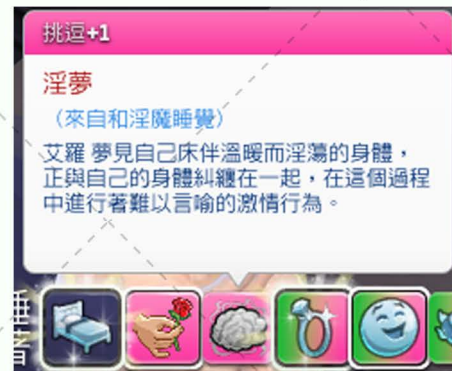 挑逗+1
淫夢
（來自和淫魔睡覺）
艾羅 夢見自己床伴溫暖而淫蕩的身體，
正與自己的身體糾纏在一起，在這個過程
中進行著難以言喻的激情行為。